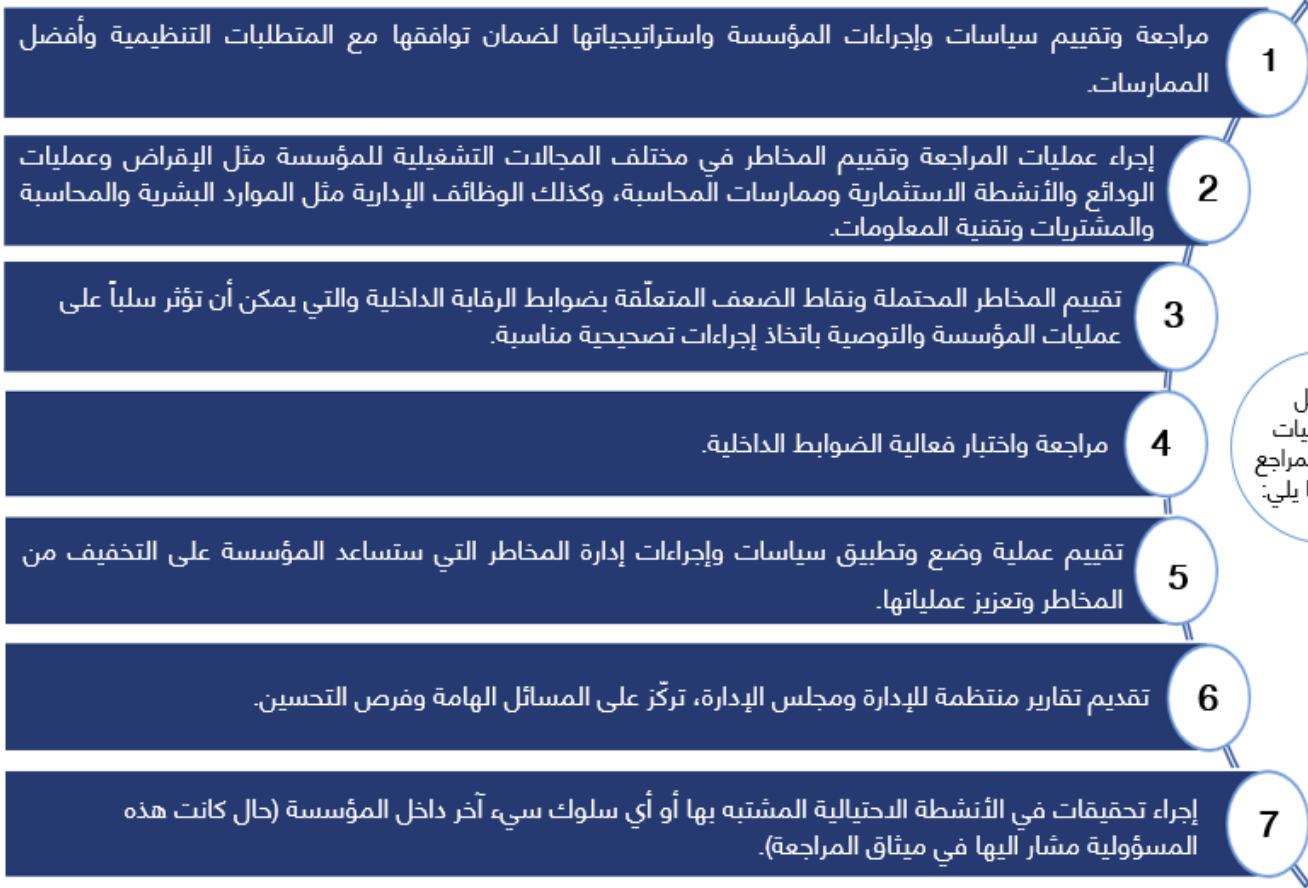 1
مراجعة وتقييم سياسات وإجراءات المؤسسة واستراتيجياتها لضمان توافقها مع المتطلبات التنظيمية وأفضل
الممارسات.
2
إجراء عمليات المراجعة وتقييم المخاطر في مختلف المجالات التشغيلية للمؤسسة مثل الإقراض وعمليات
الودائع والأنشطة الاستثمارية وممارسات المحاسبة، وكذلك الوظائف الإدارية مثل الموارد البشرية والمحاسبة
والمشتريات وتقنية المعلومات.
3
تقييم المخاطر المحتملة ونقاط الضعف المتعلّقة بضوابط الرقابة الداخلية والتي يمكن أن تؤثر سلباً على
عمليات المؤسسة والتوصية باتخاذ إجراءات تصحيحية مناسبة.
4
مراجعة واختبار فعالية الضوابط الداخلية.
5
تقييم عملية وضع وتطبيق سياسات وإجراءات إدارة المخاطر التي ستساعد المؤسسة على التخفيف من
المخاطر وتعزيز عملياتها.
6
تقديم تقارير منتظمة للإدارة ومجلس الإدارة، تركّز على المسائل الهامة وفرص التحسين.
7
إجراء تحقيقات في الأنشطة الاحتيالية المشتبه بها أو أي سلوك سيء آخر داخل المؤسسة (حال كانت هذه
المسؤولية مشار اليها في ميثاق المراجعة).
يلي: